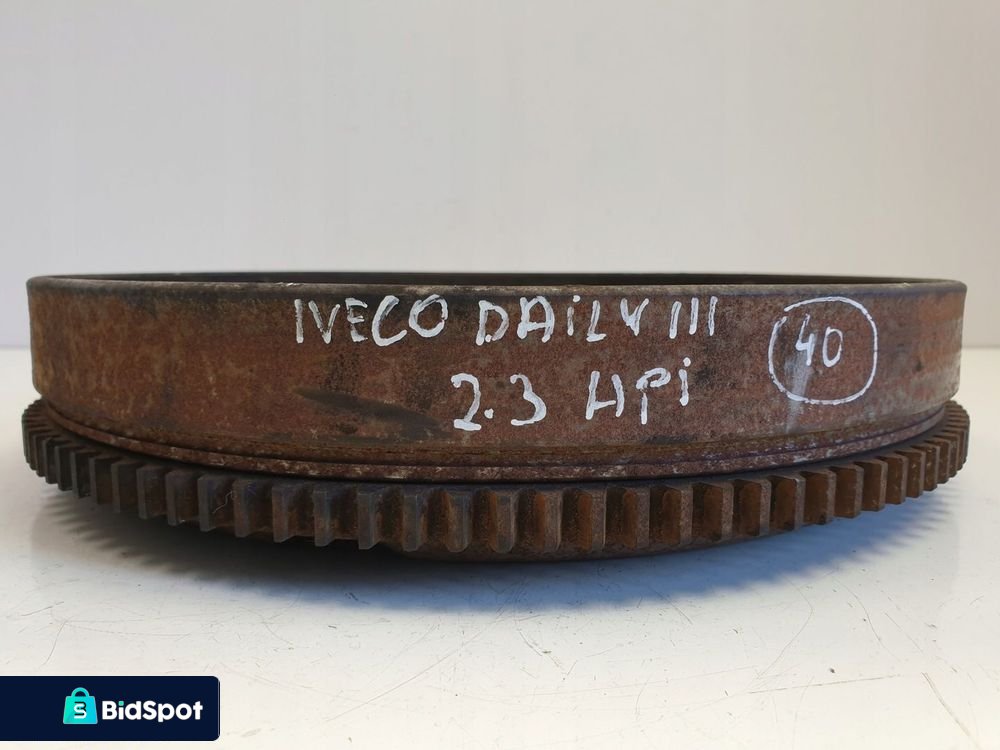 IVECO DAiLY III
2.3 HPi
40
BidSpot